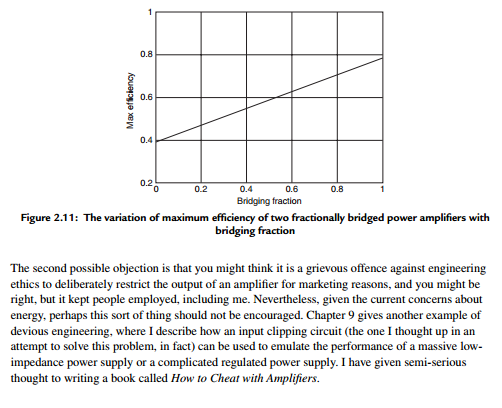 1
0.8
0.6
0.4
0.2
Max efficiency
0
0.2
0.4
0.6
0.8
1
Bridging fraction
Figure 2.11: The variation of maximum efficiency of two fractionally bridged power amplifiers with
bridging fraction
The second possible objection is that you might think it is a grievous offence against engineering
ethics to deliberately restrict the output of an amplifier for marketing reasons, and you might be
right, but it kept people employed, including me. Nevertheless, given the current concerns about
energy, perhaps this sort of thing should not be encouraged. Chapter 9 gives another example of
devious engineering, where I describe how an input clipping circuit (the one I thought up in an
attempt to solve this problem, in fact) can be used to emulate the performance of a massive low-
impedance power supply or a complicated regulated power supply. I have given semi-serious
thought to writing a book called How to Cheat with Amplifiers.